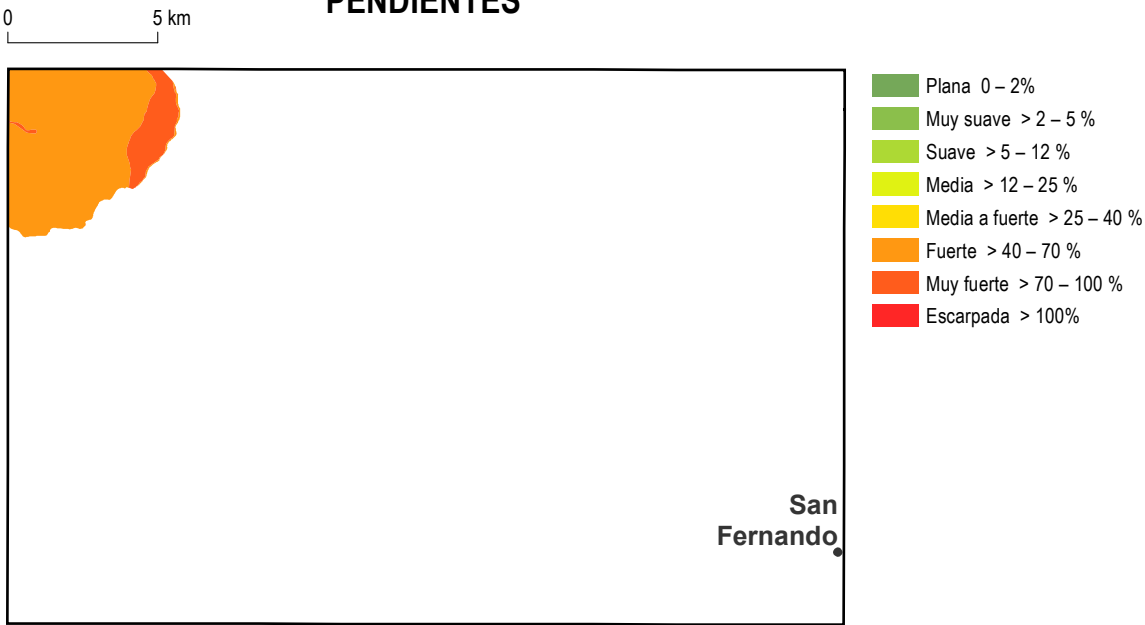 PENDIENTES
0 5 km
Plana 0 – 2%
Muy suave > 2 – 5 %
Suave > 5 – 12 %
Media > 12 – 25 %
Media a fuerte > 25 – 40 %
Fuerte > 40 – 70 %
Muy fuerte > 70 – 100 %
Escarpada > 100%
San
Fernando